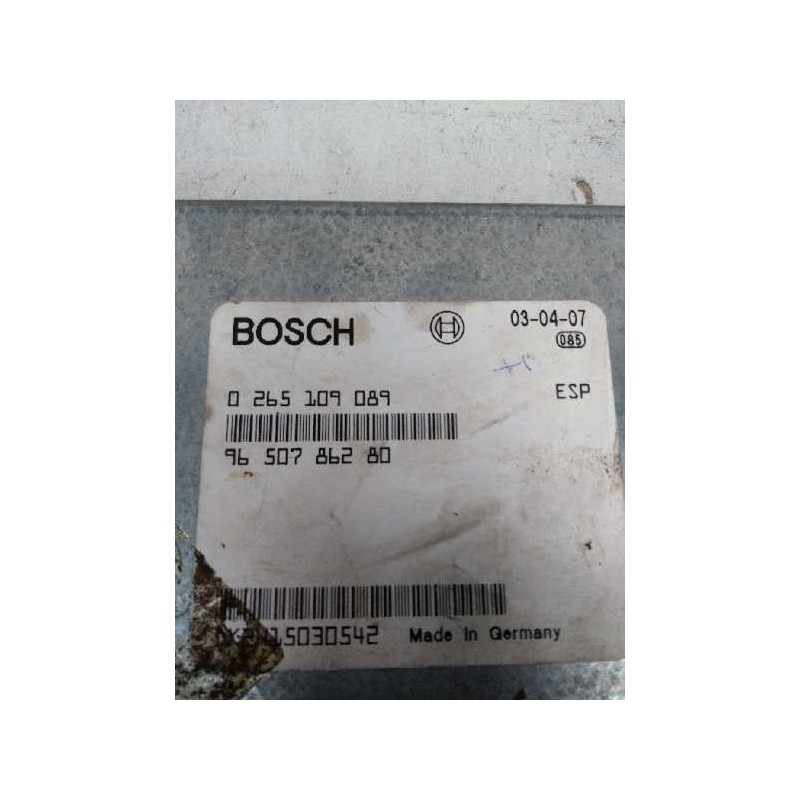 BOSCH
03-04-07
085
0 265 109 089
ESP
96 507 862 80
Made in Germany